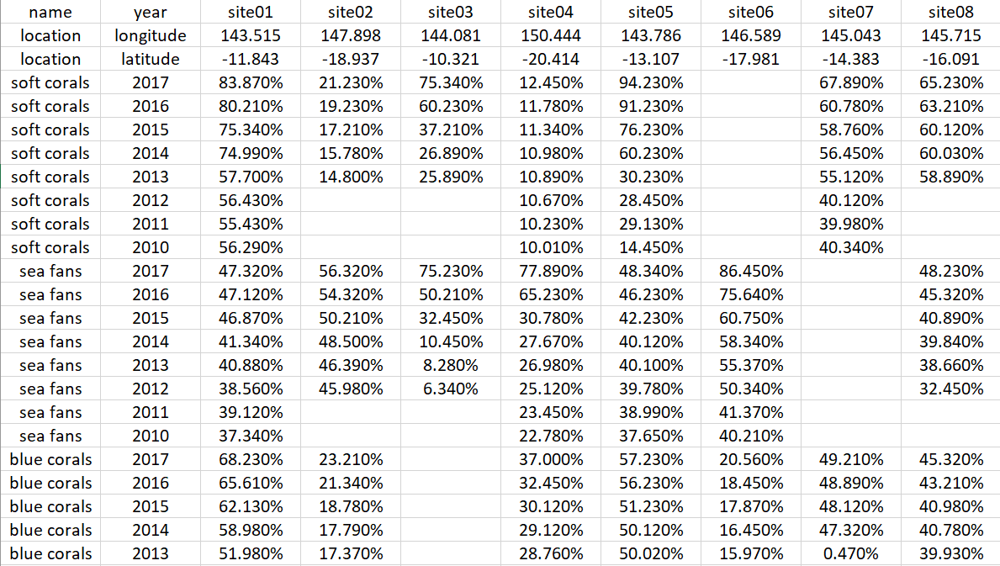 name year site01 site02 site03 site04 site05 site06 site07 site08
location longitude 143.515 147.898 144.081 150.444 143.786 146.589 145.043 145.715
location latitude -11.843 -18.937 -10.321 -20.414 -13.107 -17.981 -14.383 -16.091
soft corals 2017 83.870% 21.230% 75.340% 12.450% 94.230% 67.890% 65.230%
soft corals 2016 80.210% 19.230% 60.230% 11.780% 91.230% 60.780% 63.210%
soft corals 2015 75.340% 17.210% 37.210% 11.340% 76.230% 58.760% 60.120%
soft corals 2014 74.990% 15.780% 26.890% 10.980% 60.230% 56.450% 60.030%
soft corals 2013 57.700% 14.800% 25.890% 10.890% 30.230% 55.120% 58.890%
soft corals 2012 56.430% 10.670% 28.450% 40.120%
soft corals 2011 55.430% 10.230% 29.130% 39.980%
soft corals 2010 56.290% 10.010% 14.450% 40.340%
sea fans 2017 47.320% 56.320% 75.230% 77.890% 48.340% 86.450% 48.230%
sea fans 2016 47.120% 54.320% 50.210% 65.230% 46.230% 75.640% 45.320%
sea fans 2015 46.870% 50.210% 32.450% 30.780% 42.230% 60.750% 40.890%
sea fans 2014 41.340% 48.500% 10.450% 27.670% 40.120% 58.340% 39.840%
sea fans 2013 40.880% 46.390% 8.280% 26.980% 40.100% 55.370% 38.660%
sea fans 2012 38.560% 45.980% 6.340% 25.120% 39.780% 50.340% 32.450%
sea fans 2011 39.120% 23.450% 38.990% 41.370%
sea fans 2010 37.340% 22.780% 37.650% 40.210%
blue corals 2017 68.230% 23.210% 37.000% 57.230% 20.560% 49.210% 45.320%
blue corals 2016 65.610% 21.340% 32.450% 56.230% 18.450% 48.890% 43.210%
blue corals 2015 62.130% 18.780% 30.120% 51.230% 17.870% 48.120% 40.980%
blue corals 2014 58.980% 17.790% 29.120% 50.120% 16.450% 47.320% 40.780%
blue corals 2013 51.980% 17.370% 28.760% 50.020% 15.970% 0.470% 39.930%